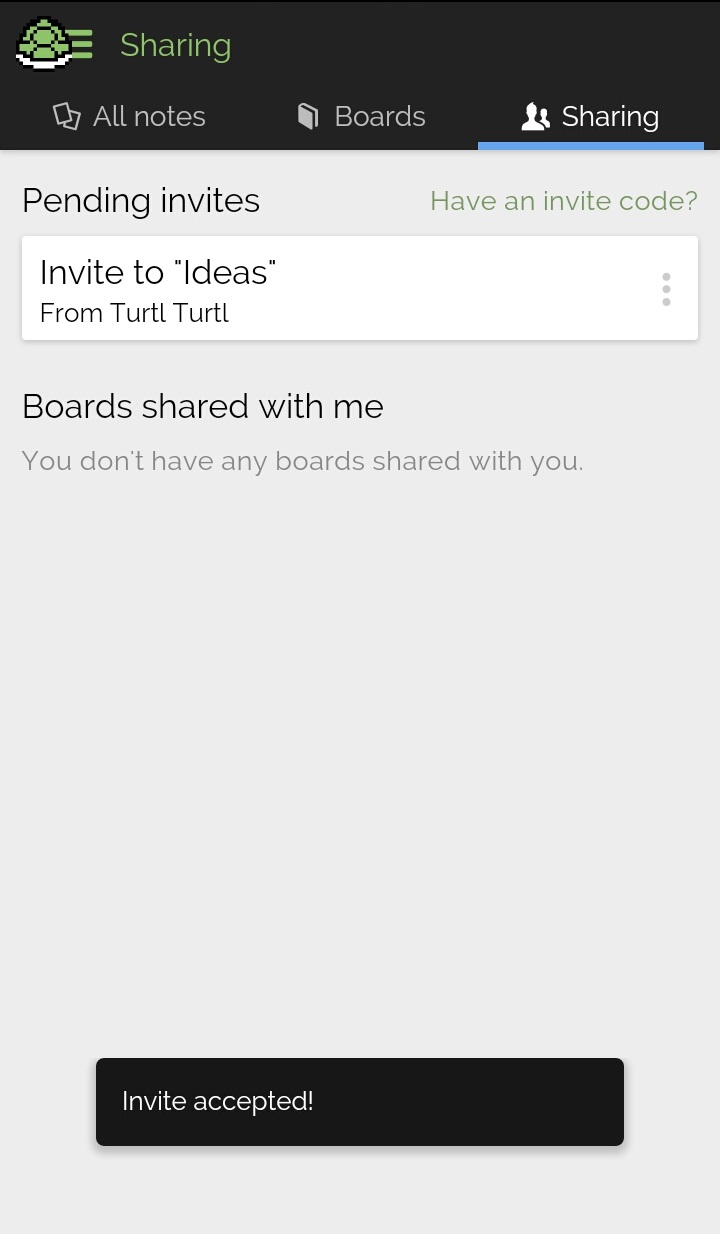 Sharing
All notes
Boards
Sharing
Pending invites
Have an invite code?
Invite to "Ideas"
From Turtl Turtl
Boards shared with me
You don't have any boards shared with you.
Invite accepted!